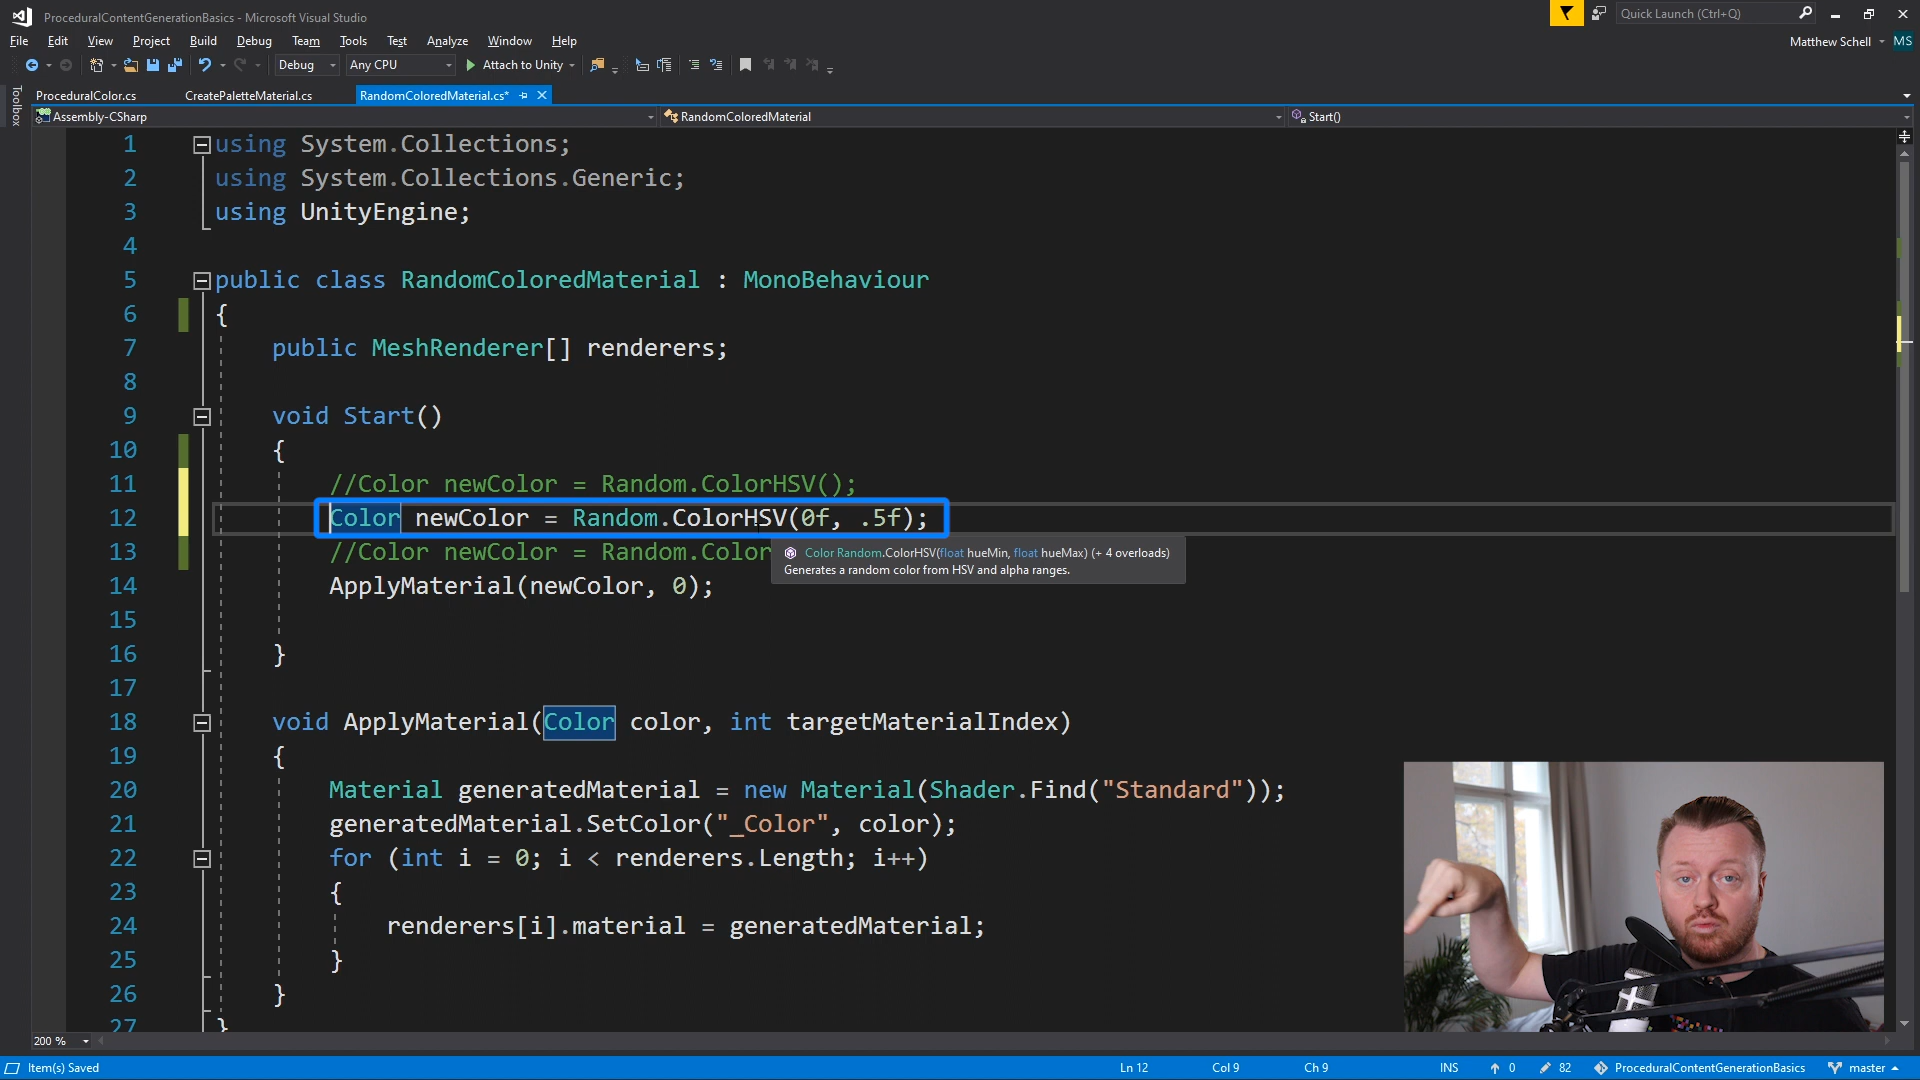 ProceduralContentGenerationBasics - Microsoft Visual Studio
Quick Launch (Ctrl+Q)
File Edit View Project Build Debug Team Tools Test Analyze Window Help
Matthew Schell MS
Debug Any CPU Attach to Unity
Toolbox
ProceduralColor.cs CreatePaletteMaterial.cs RandomColoredMaterial.cs*
Assembly-CSharp RandomColoredMaterial Start()
1 using System.Collections;
2 using System.Collections.Generic;
3 using UnityEngine;
4
5 public class RandomColoredMaterial : MonoBehaviour
6 {
7 public MeshRenderer[] renderers;
8
9 void Start()
10 {
11 //Color newColor = Random.ColorHSV();
12 Color newColor = Random.ColorHSV(0f, .5f);
13 //Color newColor = Random.Color
Color Random.ColorHSV(float hueMin, float hueMax) (+ 4 overloads)
Generates a random color from HSV and alpha ranges.
14 ApplyMaterial(newColor, 0);
15
16 }
17
18 void ApplyMaterial(Color color, int targetMaterialIndex)
19 {
20 Material generatedMaterial = new Material(Shader.Find("Standard"));
21 generatedMaterial.SetColor("_Color", color);
22 for (int i = 0; i < renderers.Length; i++)
23 {
24 renderers[i].material = generatedMaterial;
25 }
26 }
27 }
200 %
Item(s) Saved Ln 12 Col 9 Ch 9 INS 0 82 ProceduralContentGenerationBasics master